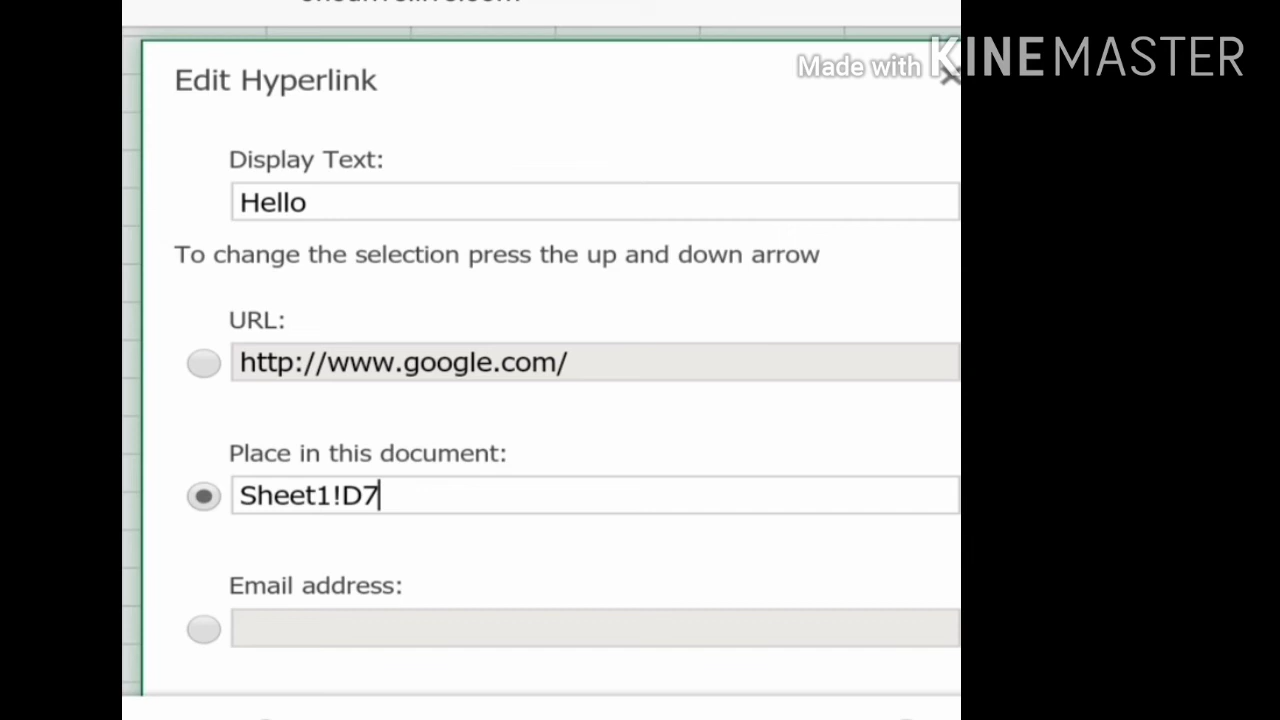 Made with KINEMASTER
Edit Hyperlink
Display Text:
Hello
To change the selection press the up and down arrow
URL:
http://www.google.com/
Place in this document:
Sheet1!D7
Email address: